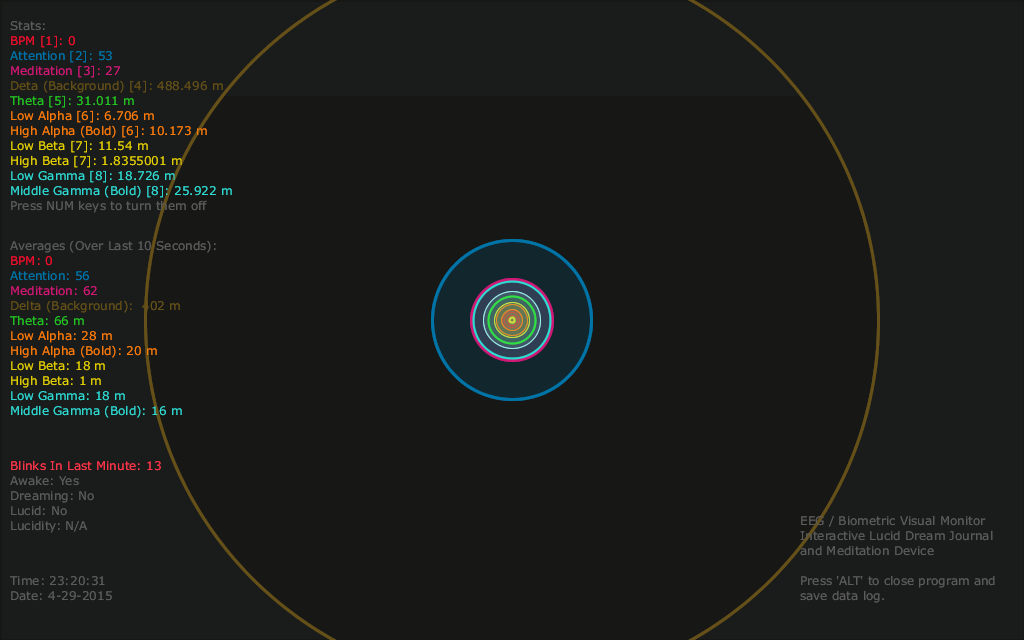 Stats:
BPM [1]: 0
Attention [2]: 53
Meditation [3]: 27
Deta (Background) [4]: 488.496 m
Theta [5]: 31.011 m
Low Alpha [6]: 6.706 m
High Alpha (Bold) [6]: 10.173 m
Low Beta [7]: 11.54 m
High Beta [7]: 1.8355001 m
Low Gamma [8]: 18.726 m
Middle Gamma (Bold) [8]: 25.922 m
Press NUM keys to turn them off
Averages (Over Last 10 Seconds):
BPM: 0
Attention: 56
Meditation: 62
Delta (Background): 402 m
Theta: 66 m
Low Alpha: 28 m
High Alpha (Bold): 20 m
Low Beta: 18 m
High Beta: 1 m
Low Gamma: 18 m
Middle Gamma (Bold): 16 m
Blinks In Last Minute: 13
Awake: Yes
Dreaming: No
Lucid: No
Lucidity: N/A
Time: 23:20:31
Date: 4-29-2015
EEG / Biometric Visual Monitor
Interactive Lucid Dream Journal
and Meditation Device
Press 'ALT' to close program and
save data log.